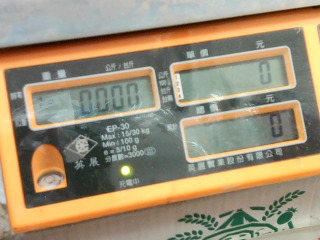 重量 公斤/台斤
單價 元
0.000
0
總價 元
0
EP-30
Max: 15/30 kg
Min: 100 g
e = 5/10 g
分度數=3000
英展
充電中
英展實業股份有限公司